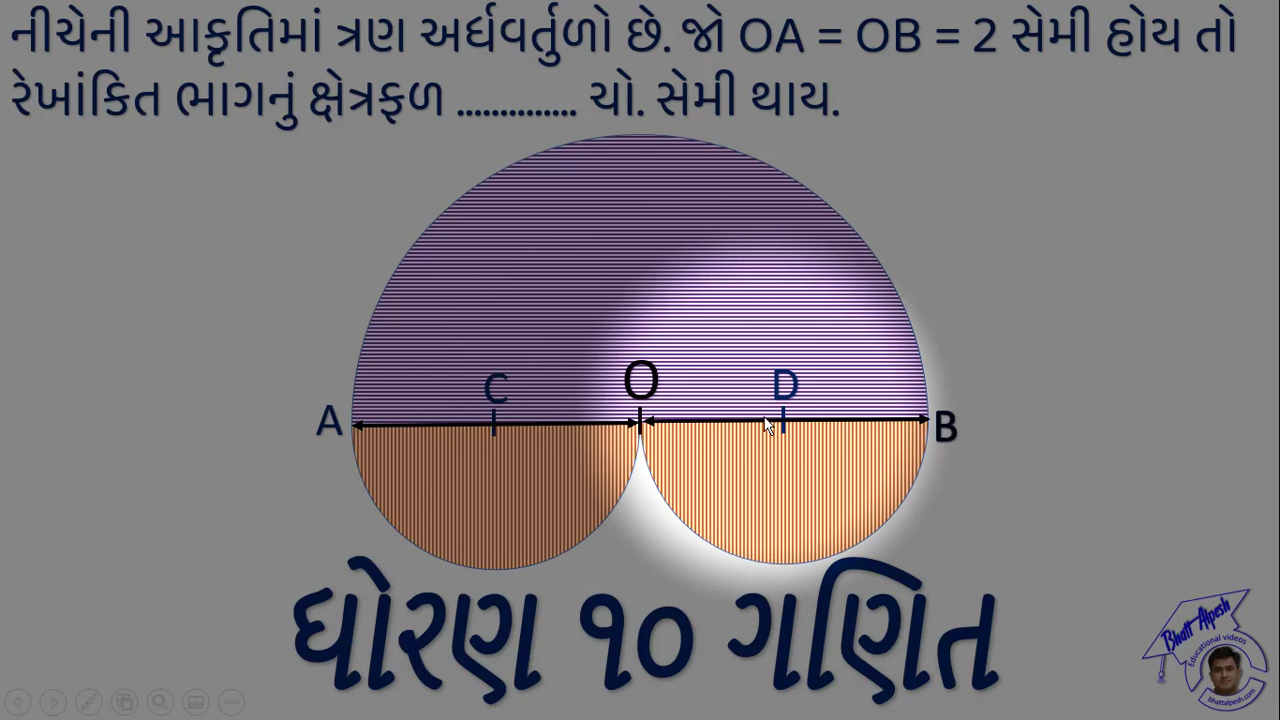 નીચેની આકૃતિમાં ત્રણ અર્ધવર્તુળો છે. જો OA = OB = 2 સેમી હોય તો
રેખાંકિત ભાગનું ક્ષેત્રફળ .............. ચો. સેમી થાય.
A C O D B
ધોરણ ૧૦ ગણિત
Bhatt Alpesh
Educational videos
bhattalpesh.com